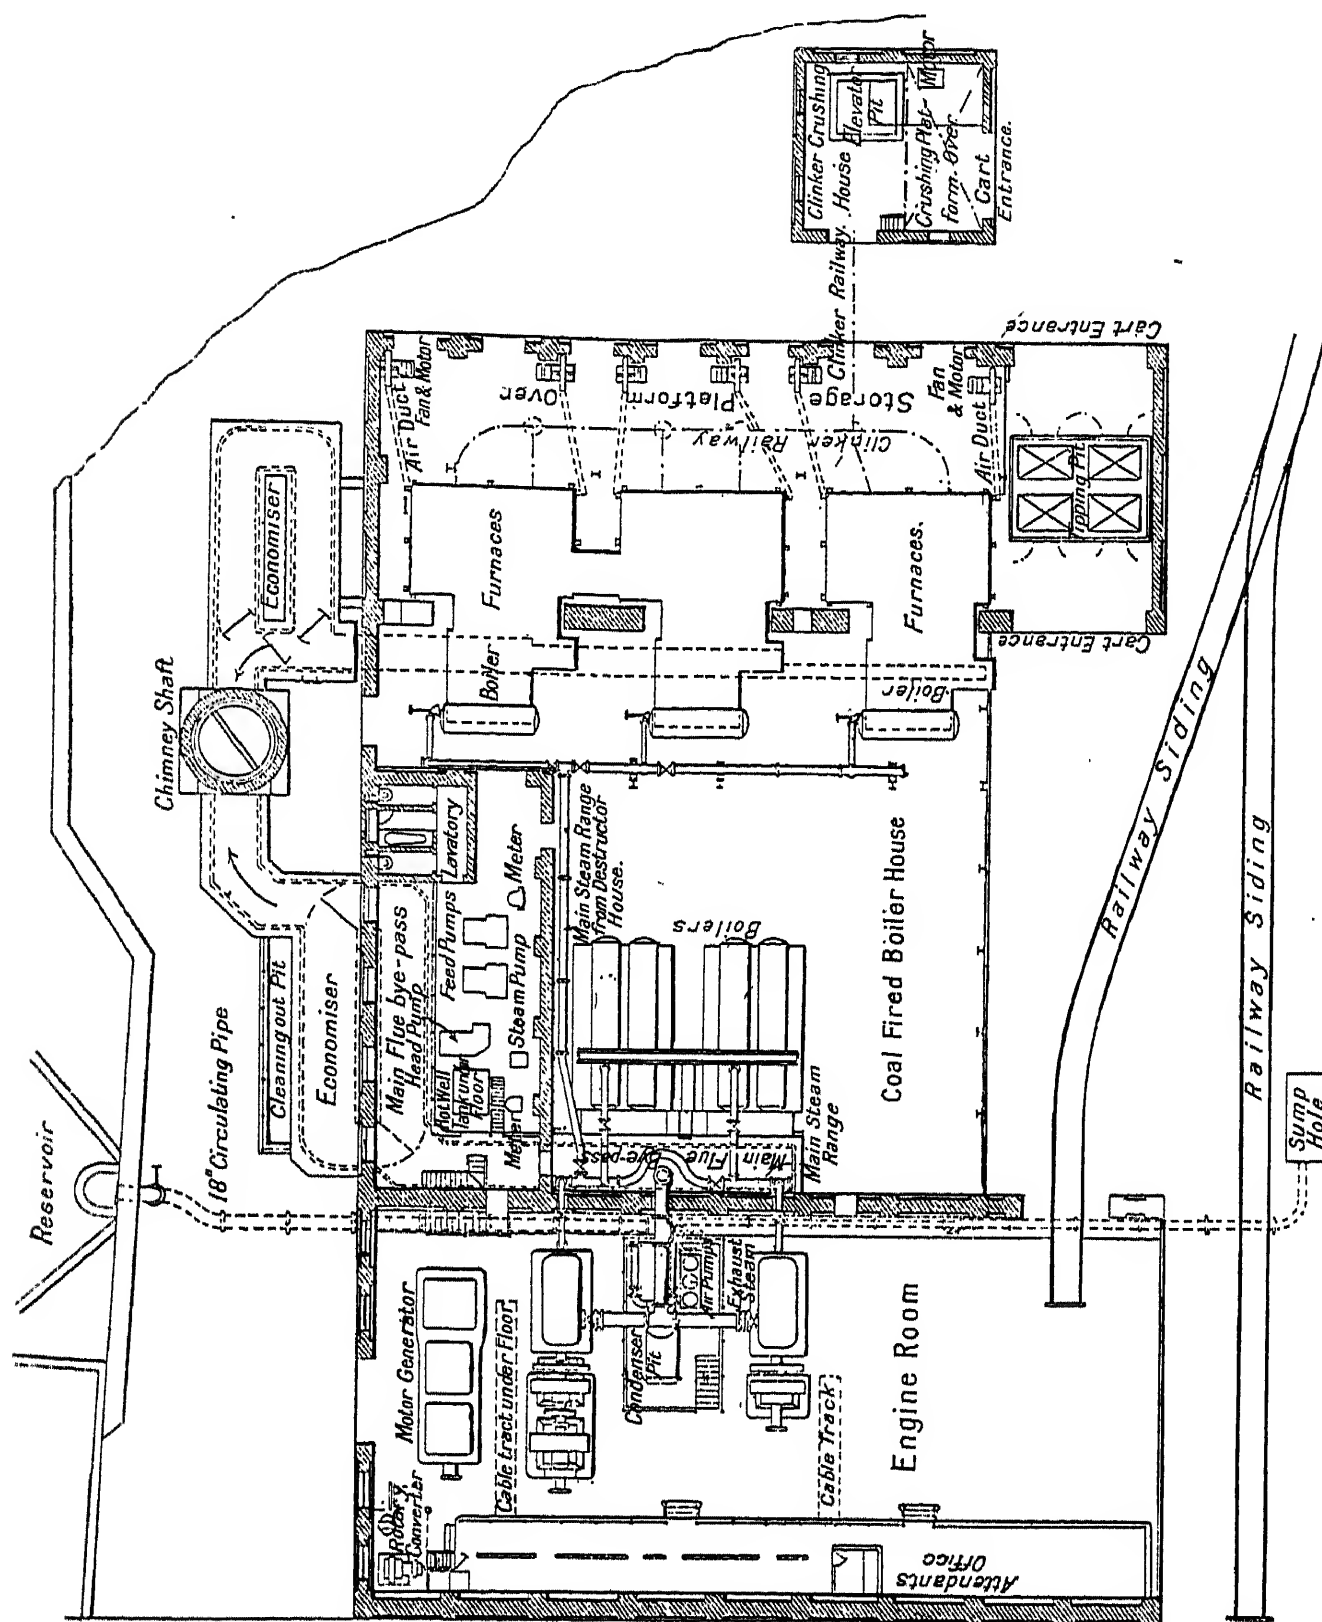 Clinker Crushing
House
Elevator
Pit
Motor
Crushing Plat-
form Over
Cart
Entrance.
Clinker Railway.
Cart Entrance
Fan & Motor
Air Duct
Over
Platform
Storage
Clinker Railway
Fan
& Motor
Air Duct
Tipping Pit
Cart Entrance
Economiser
Furnaces
Furnaces.
Boiler
Boiler
Chimney Shaft
Lavatory
Meter
Main Steam Range
from Destructor
House.
Feed Pumps
Steam Pump
Boilers
Coal Fired Boiler House
Railway Siding
Railway Siding
Cleaning out Pit
Economiser
Main Flue bye-pass
Head Pump
Hot Well
Tank under
Floor
Meter
Main Flue Bye-pass
Main Steam
Range
Reservoir
18" Circulating Pipe
Sump
Hole
Motor Generator
Cable tract under Floor
Condenser
Pit
Air Pumps
Exhaust
Steam
Engine Room
Cable Track
Rotary
Converter
Attendants
Office